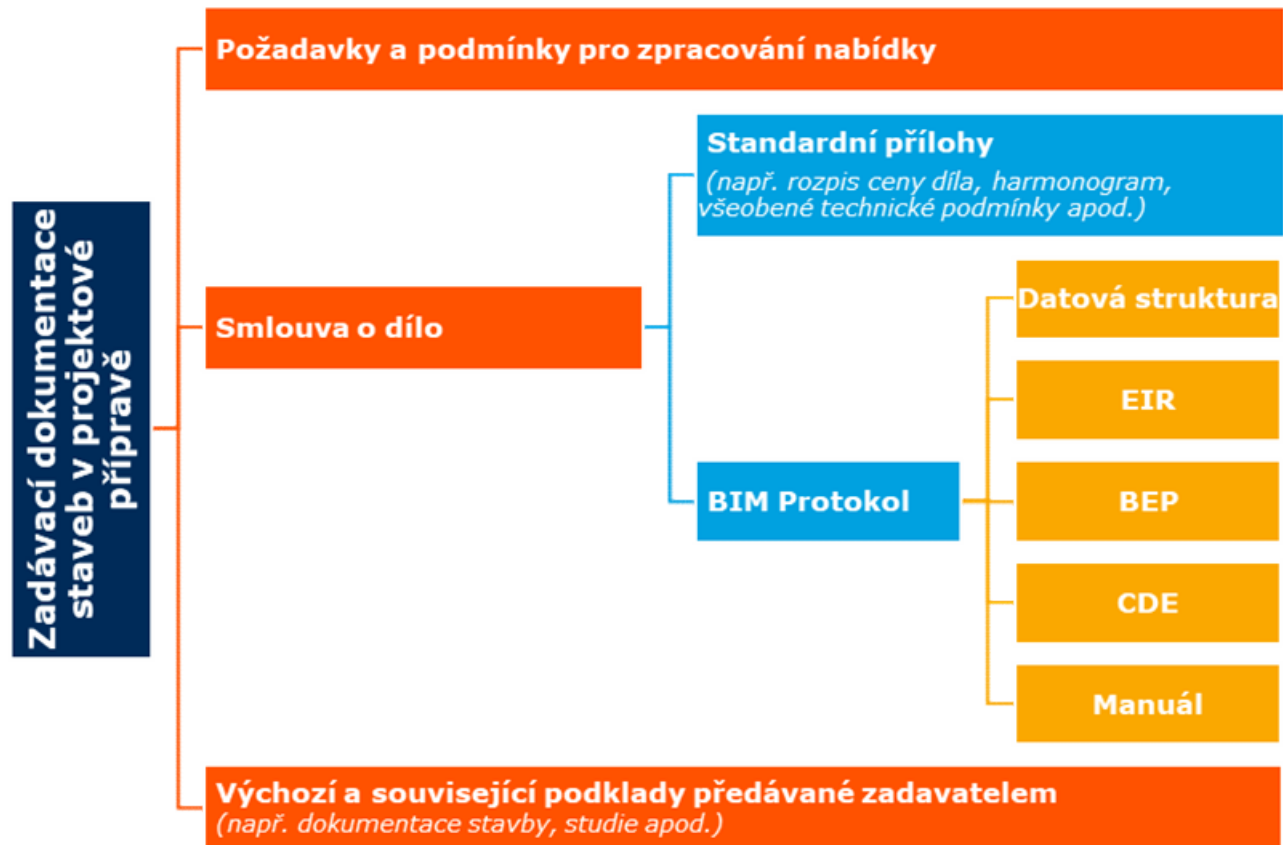 Zadávací dokumentace
staveb v projektové
přípravě
Požadavky a podmínky pro zpracování nabídky
Smlouva o dílo
Standardní přílohy
(např. rozpis ceny díla, harmonogram,
všeobené technické podmínky apod.)
BIM Protokol
Datová struktura
EIR
BEP
CDE
Manuál
Výchozí a související podklady předávané zadavatelem
(např. dokumentace stavby, studie apod.)